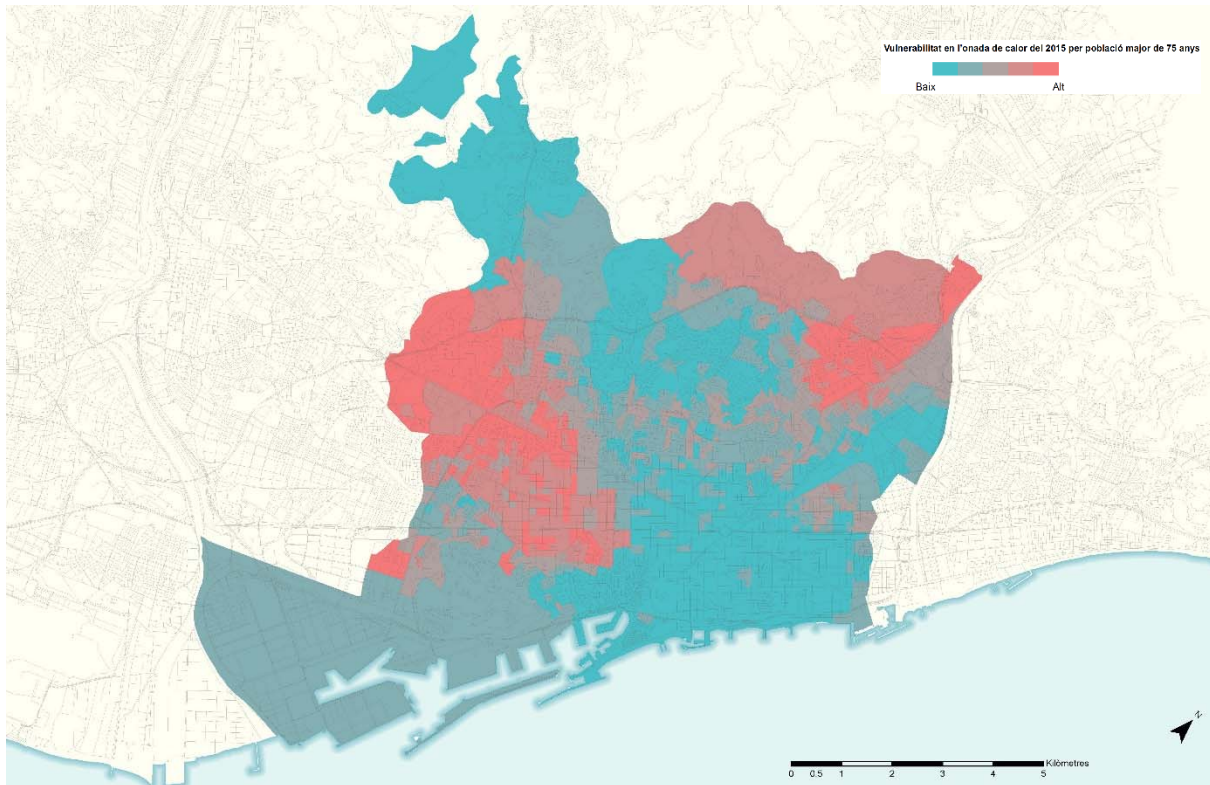 Vulnerabilitat en l'onada de calor del 2015 per població major de 75 anys
Baix Alt
N
0 0.5 1 2 3 4 5 Kilòmetres